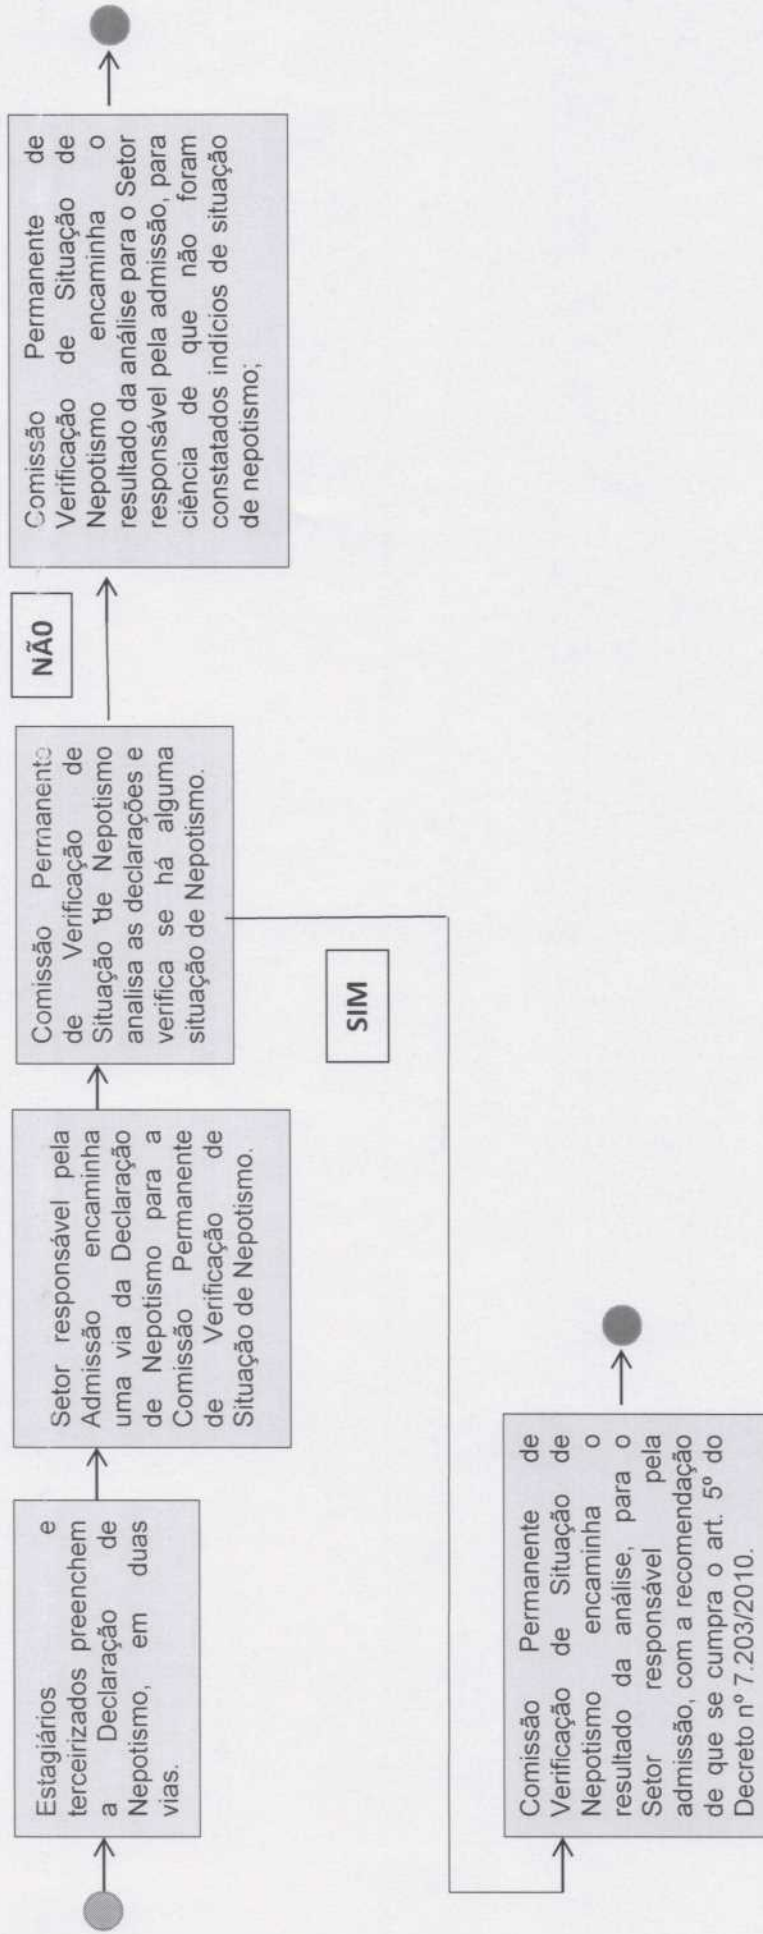 Estagiários e
terceirizados preenchem
a Declaração de
Nepotismo, em duas
vias.
Setor responsável pela
Admissão encaminha
uma via da Declaração
de Nepotismo para a
Comissão Permanente
de Verificação de
Situação de Nepotismo.
Comissão Permanente
de Verificação de
Situação de Nepotismo
analisa as declarações e
verifica se há alguma
situação de Nepotismo.
NÃO
Comissão Permanente de
Verificação de Situação de
Nepotismo encaminha o
resultado da análise para o Setor
responsável pela admissão, para
ciência de que não foram
constatados indícios de situação
de nepotismo;
SIM
Comissão Permanente de
Verificação de Situação de
Nepotismo encaminha o
resultado da análise, para o
Setor responsável pela
admissão, com a recomendação
de que se cumpra o art. 5º do
Decreto nº 7.203/2010.